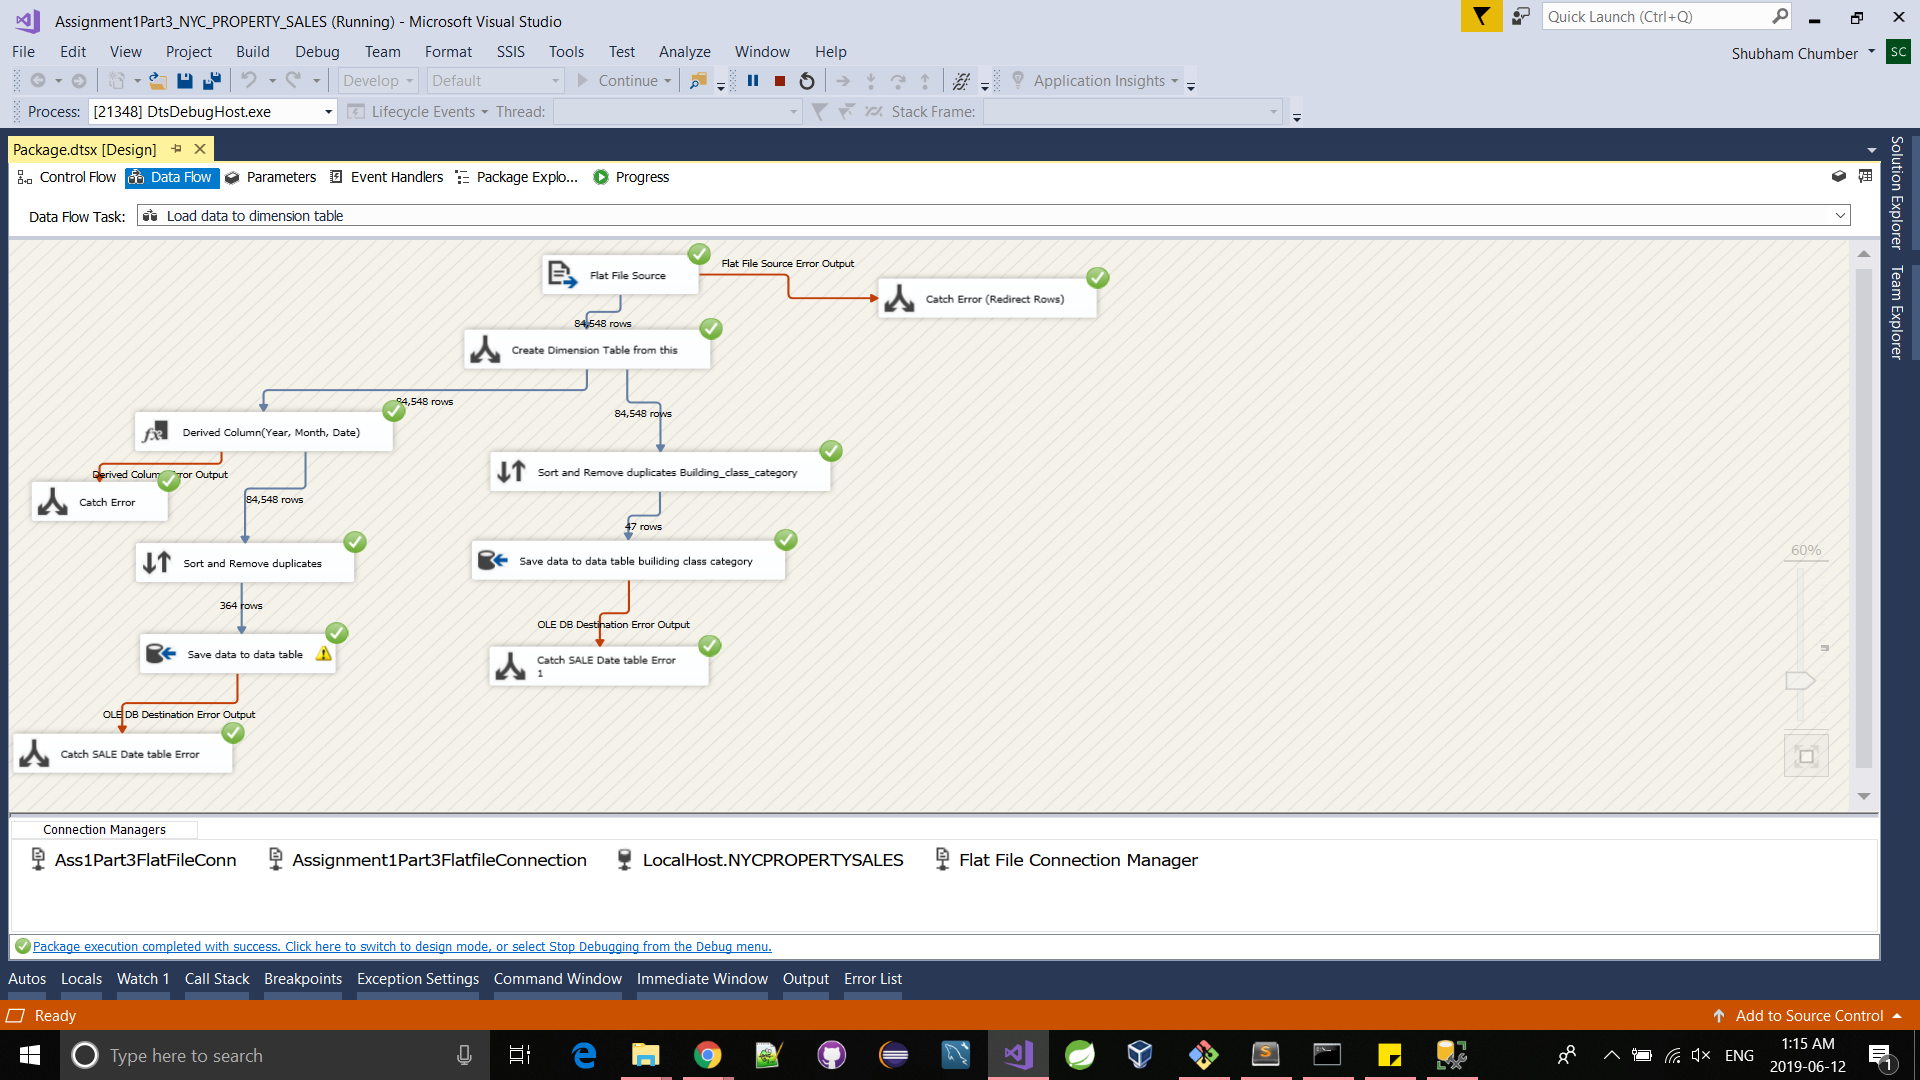 Assignment1Part3_NYC_PROPERTY_SALES (Running) - Microsoft Visual Studio
Quick Launch (Ctrl+Q)
File Edit View Project Build Debug Team Format SSIS Tools Test Analyze Window Help
Shubham Chumber SC
Develop Default Continue Application Insights
Process: [21348] DtsDebugHost.exe Lifecycle Events Thread: Stack Frame:
Package.dtsx [Design]
Control Flow Data Flow Parameters Event Handlers Package Explo... Progress
Data Flow Task: Load data to dimension table
Solution Explorer
Team Explorer
Flat File Source
Flat File Source Error Output
Catch Error (Redirect Rows)
84,548 rows
Create Dimension Table from this
84,548 rows
84,548 rows
Derived Column(Year, Month, Date)
Derived Column Error Output
Catch Error
84,548 rows
Sort and Remove duplicates Building_class_category
47 rows
Sort and Remove duplicates
Save data to data table builiding class category
364 rows
OLE DB Destination Error Output
Save data to data table
Catch SALE Date table Error
1
OLE DB Destination Error Output
Catch SALE Date table Error
60%
Connection Managers
Ass1Part3FlatFileConn Assignment1Part3FlatfileConnection LocalHost.NYCPROPERTYSALES Flat File Connection Manager
Package execution completed with success. Click here to switch to design mode, or select Stop Debugging from the Debug menu.
Autos Locals Watch 1 Call Stack Breakpoints Exception Settings Command Window Immediate Window Output Error List
Ready
Add to Source Control
Type here to search
ENG
1:15 AM
2019-06-12
1